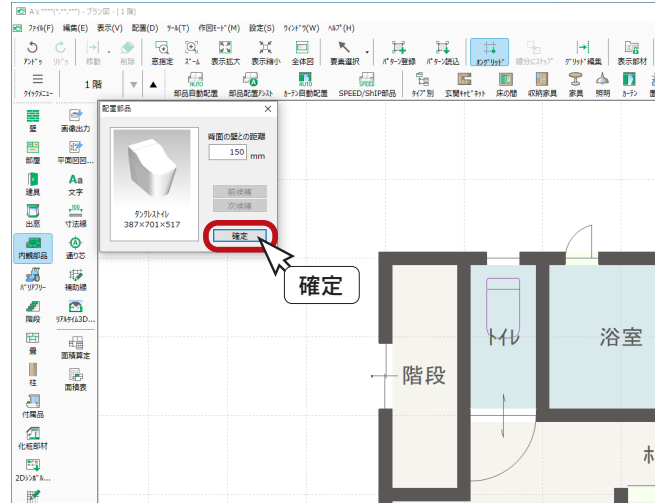 A's ****(*.**.***) - プラン図 - [1 階]
ファイル(F) 編集(E) 表示(V) 配置(D) ツール(T) 作図モード(M) 設定(S) ウィンドウ(W) ヘルプ(H)
アンドゥ リドゥ 移動 削除 窓指定 ズーム 表示拡大 表示縮小 全体図 要素選択 パターン登録 パターン読込 オングリッド 線分にスナップ グリッド編集 表示部材
クイックメニュー 1 階 ▼ ▲ AUTO 部品自動配置 部品配置アシスト AUTO カーテン自動配置 SPEED SPEED/ShIP部品 タイプ別 玄関キャビネット 床の間 収納家具 家具 照明 カーテン
壁 画像出力
部屋 平面図図...
建具 Aa 文字
出窓 100 寸法線
内観部品 通り芯
バリアフリー 補助線
階段 リアルタイム3D...
畳 面積算定
柱 面積表
付属品
化粧部材
2Dシンボル...
配置部品
背面の壁との距離
150 mm
タンクレストイレ
387×701×517
前候補
次候補
確定
確定
トイレ
浴室
階段